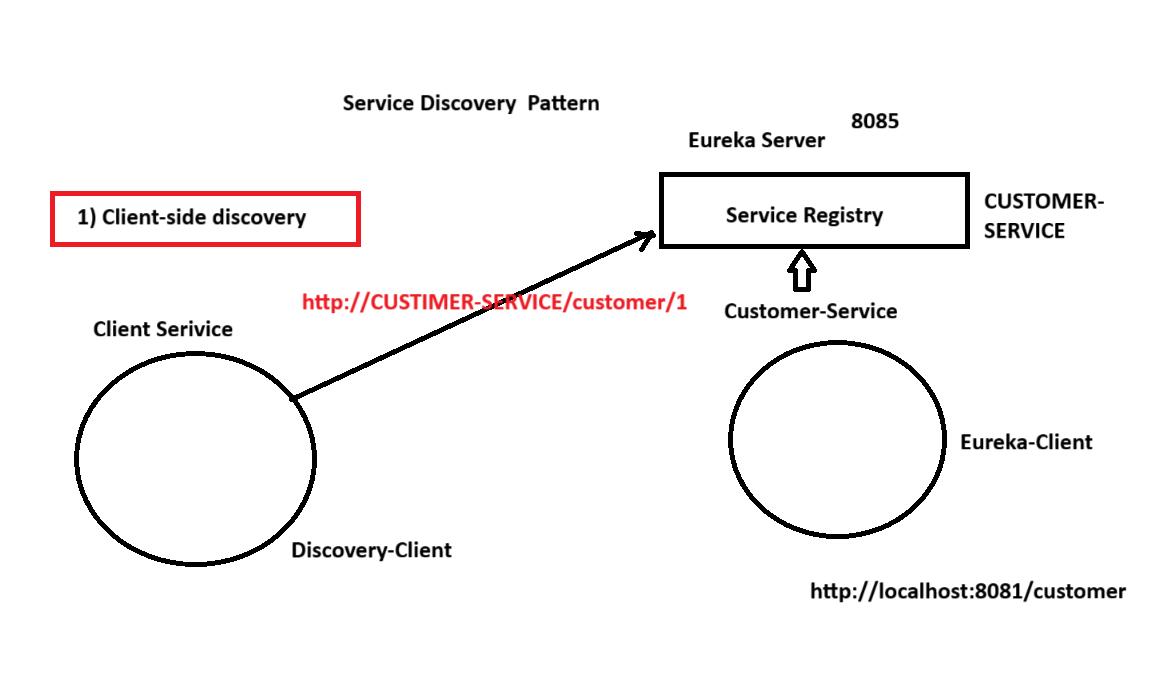 Service Discovery  Pattern
8085
Eureka Server
1) Client-side discovery
Service Registry
CUSTOMER-
SERVICE
http://CUSTIMER-SERVICE/customer/1
Customer-Service
Client Serivice
Eureka-Client
Discovery-Client
http://localhost:8081/customer